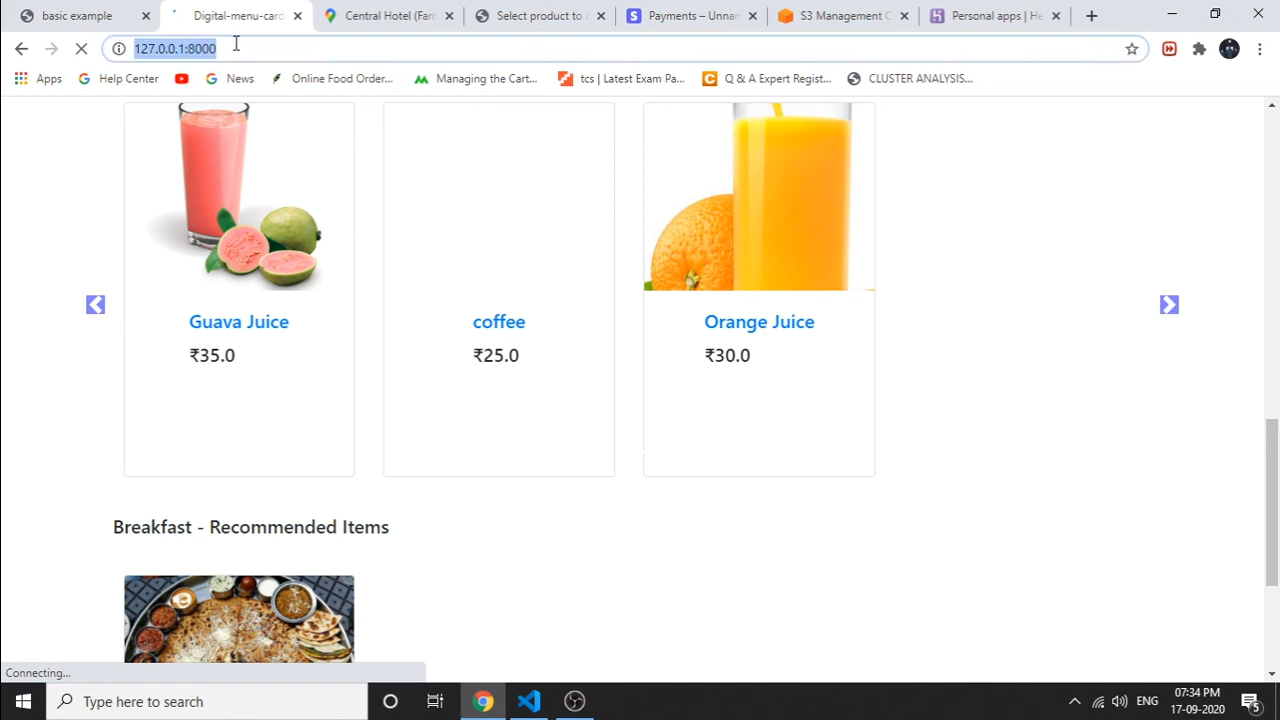 basic example
Digital-menu-card
Central Hotel (Fam
Select product to
Payments – Unnan
S3 Management C
Personal apps | He
127.0.0.1:8000
Apps
Help Center
News
Online Food Order...
Managing the Cart...
tcs | Latest Exam Pa...
Q & A Expert Regist...
CLUSTER ANALYSIS...
Guava Juice
coffee
Orange Juice
₹35.0
₹25.0
₹30.0
Breakfast - Recommended Items
Connecting...
Type here to search
ENG
07:34 PM
17-09-2020
5